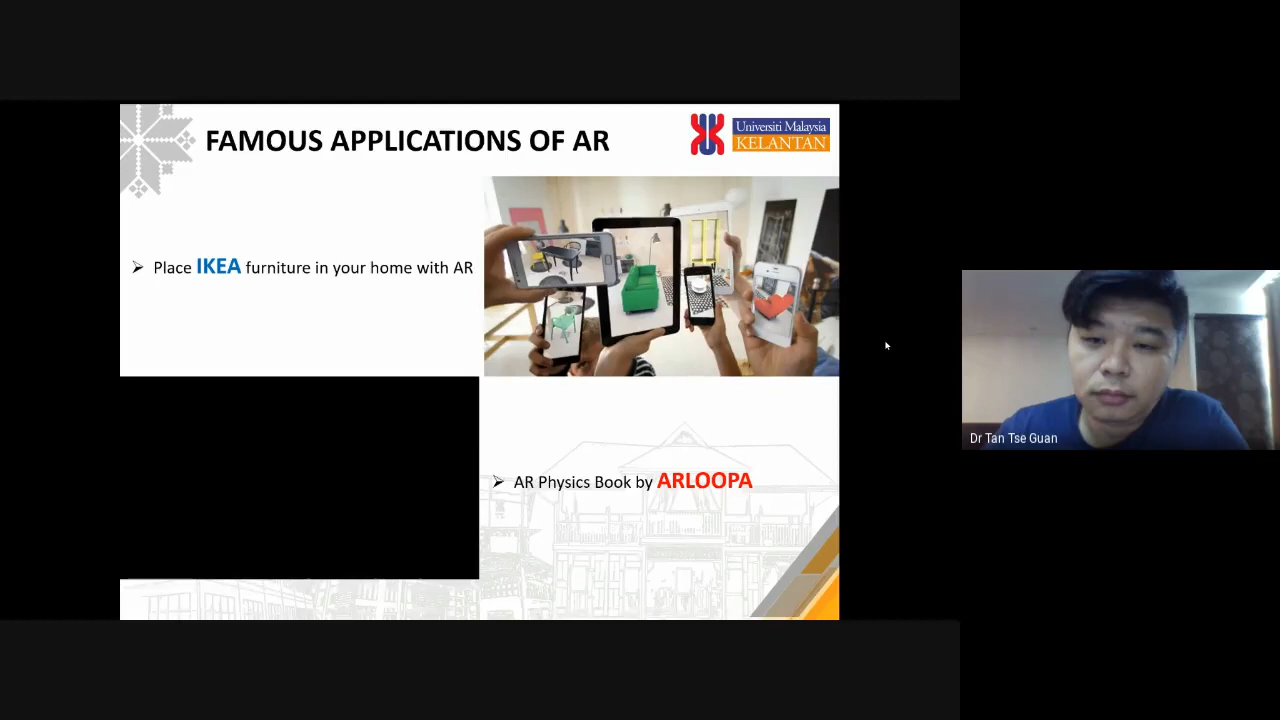 FAMOUS APPLICATIONS OF AR
Universiti Malaysia
KELANTAN
➢ Place IKEA furniture in your home with AR
➢ AR Physics Book by ARLOOPA
Dr Tan Tse Guan